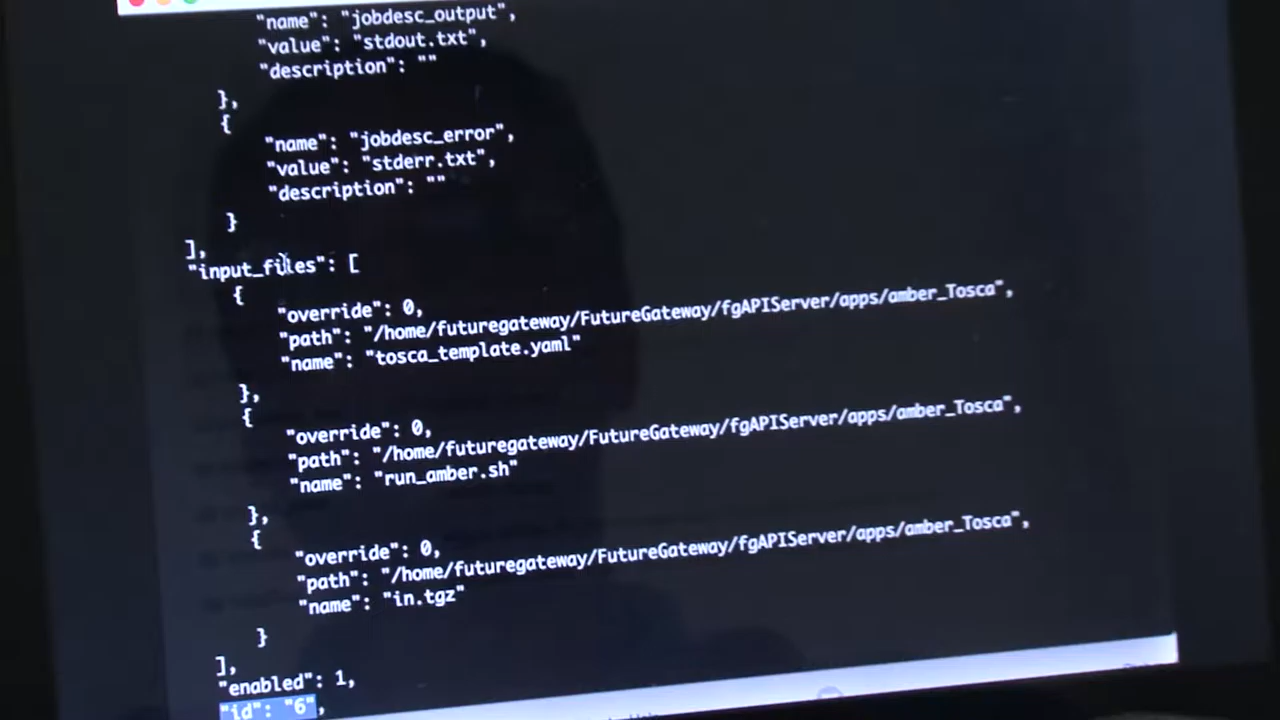 "name": "jobdesc_output",
"value": "stdout.txt",
"description": ""
},
{
"name": "jobdesc_error",
"value": "stderr.txt",
"description": ""
}
],
"input_files": [
{
"override": 0,
"path": "/home/futuregateway/FutureGateway/fgAPIServer/apps/amber_Tosca",
"name": "tosca_template.yaml"
},
{
"override": 0,
"path": "/home/futuregateway/FutureGateway/fgAPIServer/apps/amber_Tosca",
"name": "run_amber.sh"
},
{
"override": 0,
"path": "/home/futuregateway/FutureGateway/fgAPIServer/apps/amber_Tosca",
"name": "in.tgz"
}
],
"enabled": 1,
"id": "6",